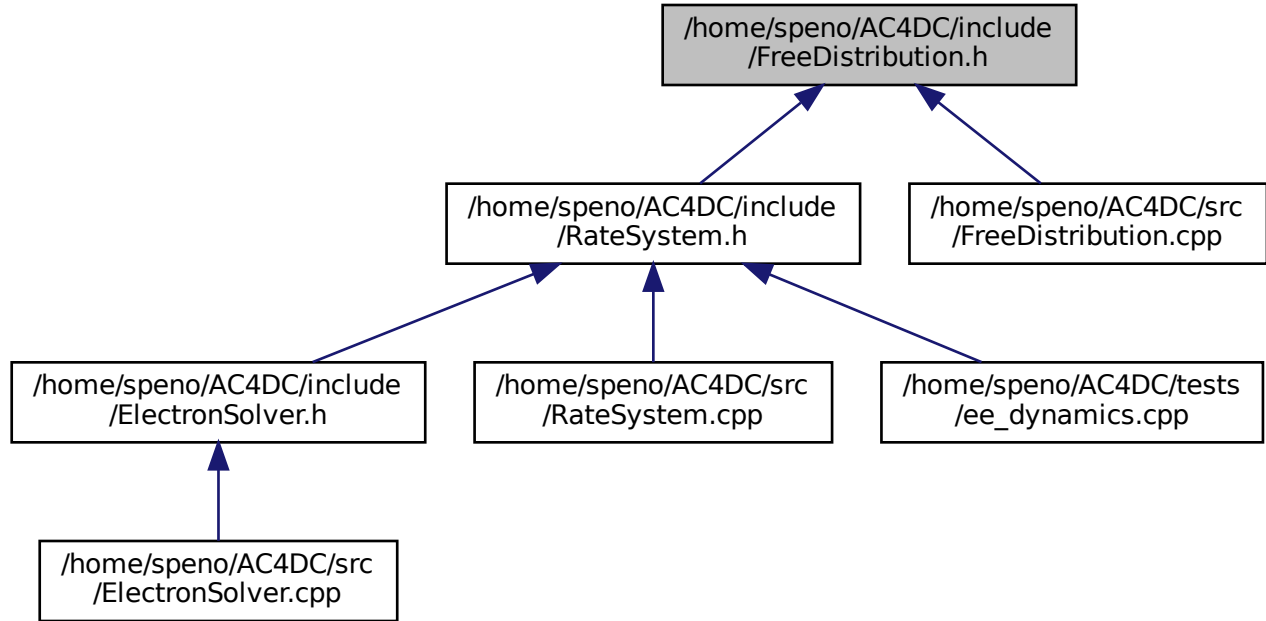 /home/speno/AC4DC/include
/FreeDistribution.h
/home/speno/AC4DC/include
/RateSystem.h
/home/speno/AC4DC/src
/FreeDistribution.cpp
/home/speno/AC4DC/include
/ElectronSolver.h
/home/speno/AC4DC/src
/RateSystem.cpp
/home/speno/AC4DC/tests
/ee_dynamics.cpp
/home/speno/AC4DC/src
/ElectronSolver.cpp